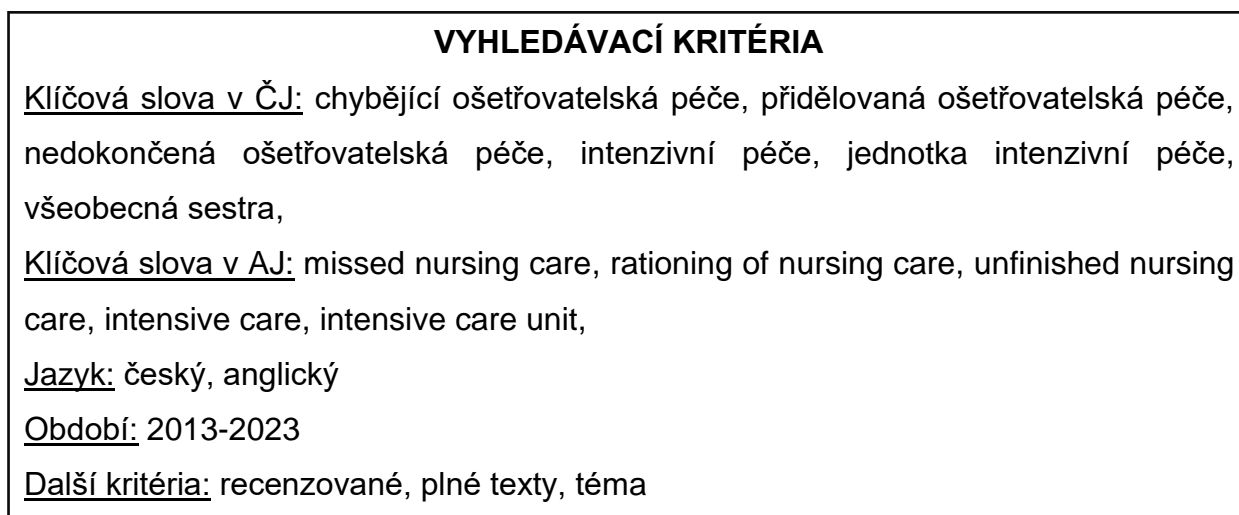 VYHLEDÁVACÍ KRITÉRIA
Klíčová slova v ČJ: chybějící ošetřovatelská péče, přidělovaná ošetřovatelská péče,
nedokončená ošetřovatelská péče, intenzivní péče, jednotka intenzivní péče,
všeobecná sestra,
Klíčová slova v AJ: missed nursing care, rationing of nursing care, unfinished nursing
care, intensive care, intensive care unit,
Jazyk: český, anglický
Období: 2013-2023
Další kritéria: recenzované, plné texty, téma